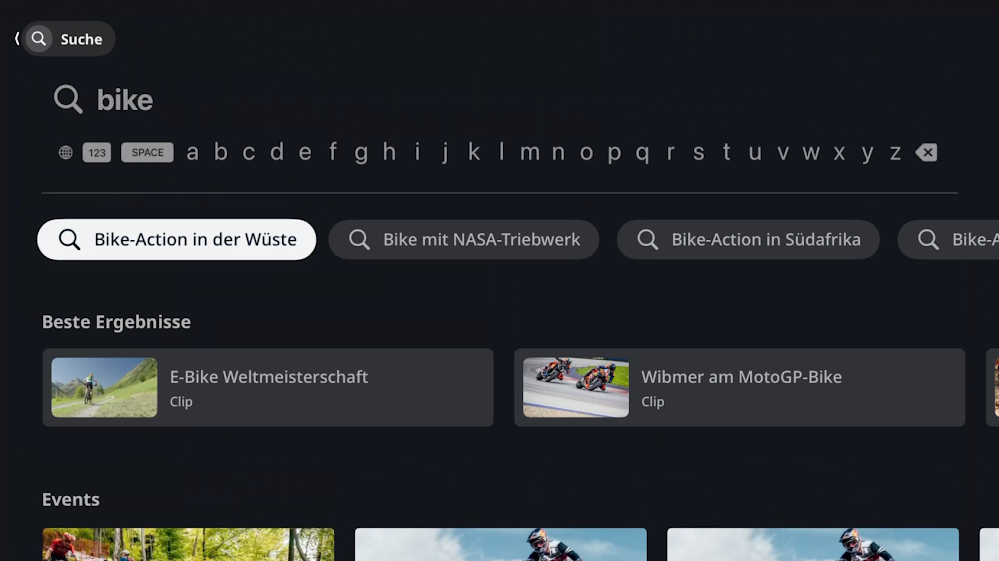 Suche
bike
123 SPACE a b c d e f g h i j k l m n o p q r s t u v w x y z
Bike-Action in der Wüste
Bike mit NASA-Triebwerk
Bike-Action in Südafrika
Bike-A
Beste Ergebnisse
E-Bike Weltmeisterschaft
Clip
Wibmer am MotoGP-Bike
Clip
Events